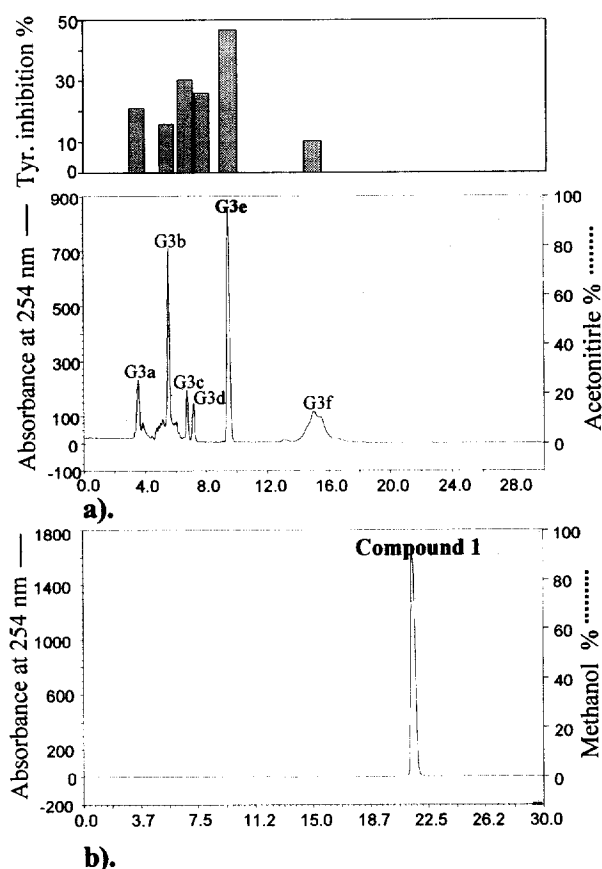 Tyr. inhibition %
50
30
10
0
Absorbance at 254 nm
Acetonitirle %
900
700
500
300
100
0
-100
100
80
60
40
20
0
G3a
G3b
G3c
G3d
G3e
G3f
0.0 4.0 8.0 12.0 16.0 20.0 24.0 28.0
a).
Absorbance at 254 nm
Methanol %
1800
1400
1000
600
200
0
-200
100
80
60
40
20
0
Compound 1
0.0 3.7 7.5 11.2 15.0 18.7 22.5 26.2 30.0
b).